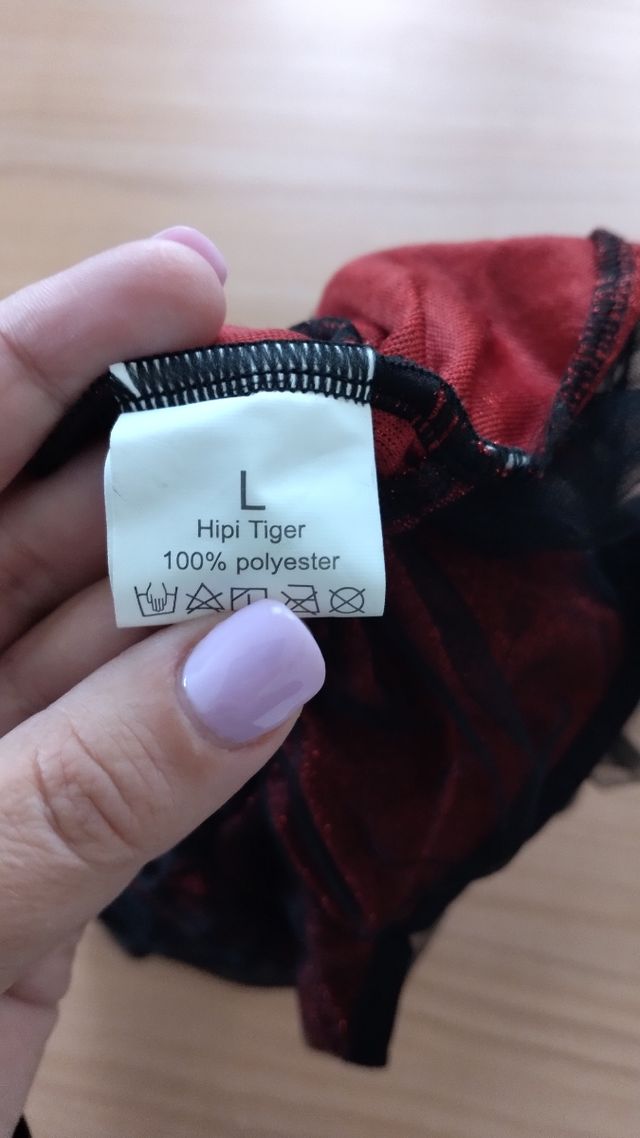 L
Hipi Tiger
100% polyester